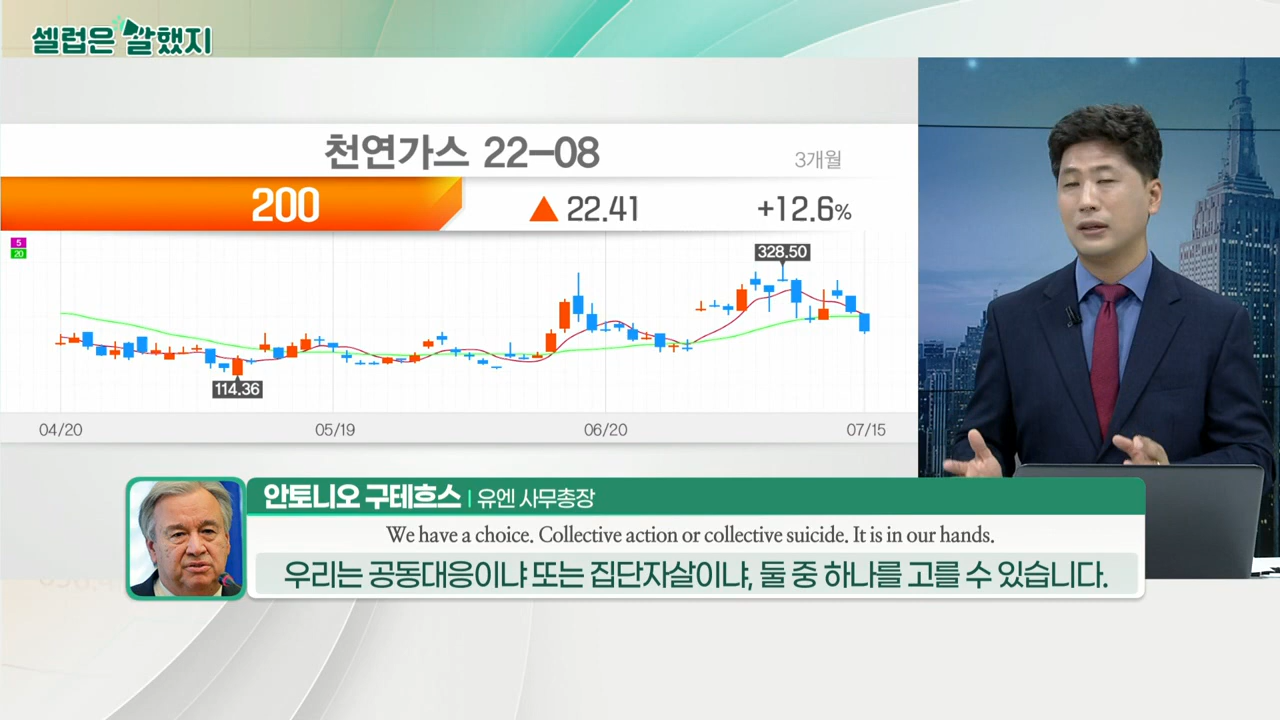 셀럽은 말했지
천연가스 22-08
3개월
200
▲ 22.41
+12.6%
5
20
328.50
114.36
04/20
05/19
06/20
07/15
안토니오 구테흐스 | 유엔 사무총장
We have a choice. Collective action or collective suicide. It is in our hands.
우리는 공동대응이냐 또는 집단자살이냐, 둘 중 하나를 고를 수 있습니다.